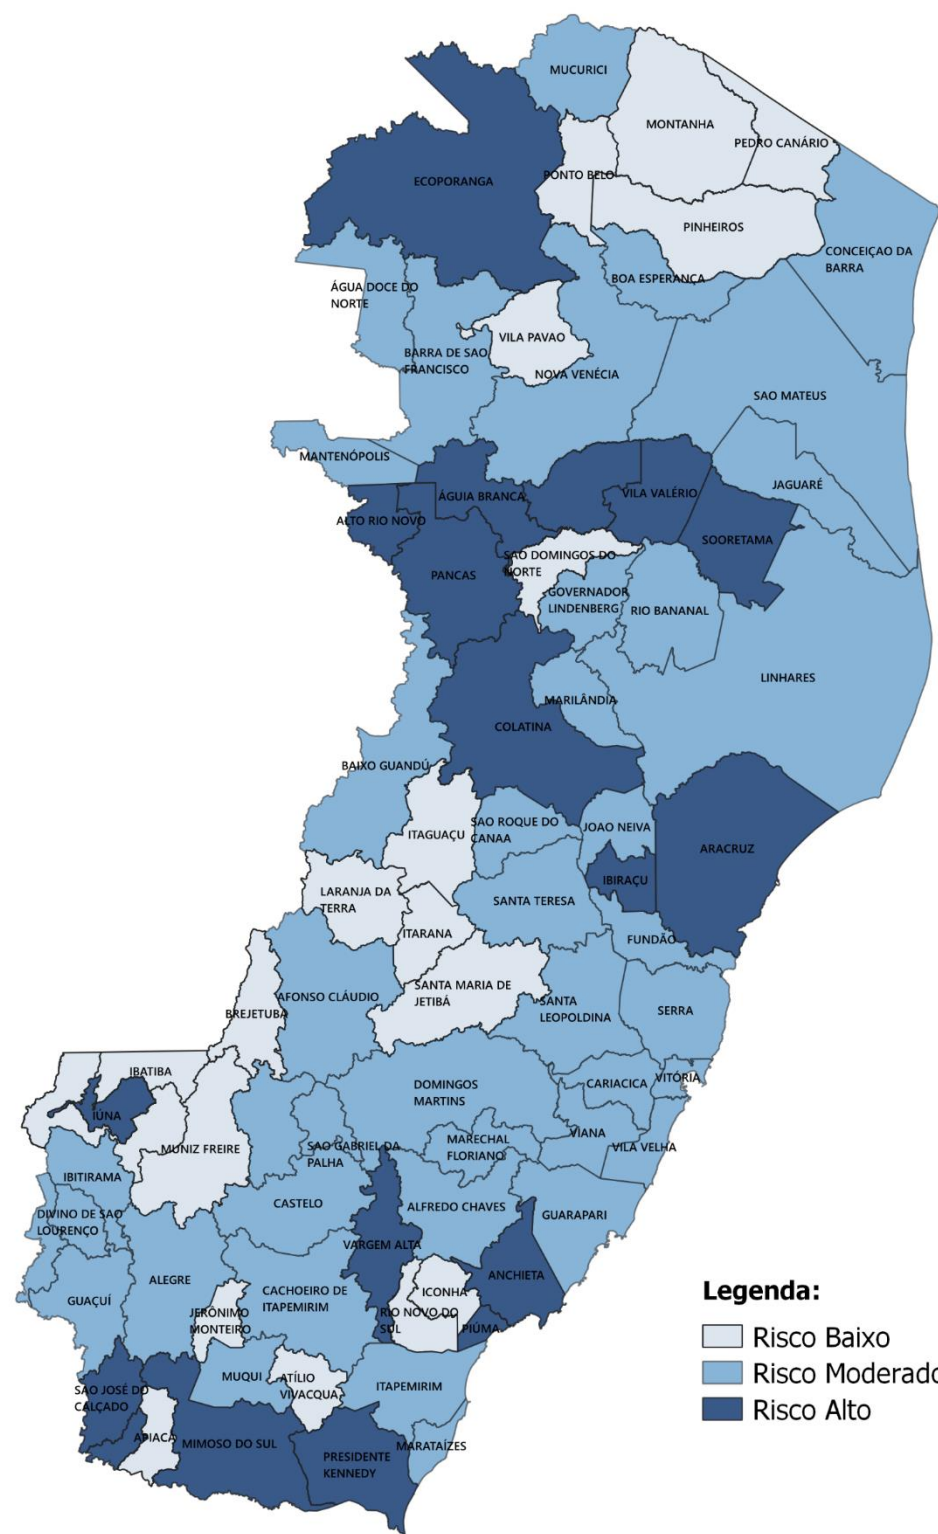 MUCURICI
MONTANHA
PEDRO CANÁRIO
PONTO BELO
ECOPORANGA
PINHEIROS
CONCEIÇAO DA
BARRA
BOA ESPERANÇA
ÁGUA DOCE DO
NORTE
VILA PAVAO
BARRA DE SAO
FRANCISCO
NOVA VENÉCIA
SAO MATEUS
MANTENÓPOLIS
JAGUARÉ
ÁGUIA BRANCA
VILA VALÉRIO
ALTO RIO NOVO
SOORETAMA
SAO DOMINGOS DO
NORTE
PANCAS
GOVERNADOR
LINDENBERG
RIO BANANAL
LINHARES
MARILÂNDIA
COLATINA
BAIXO GUANDÚ
ITAGUAÇU
SAO ROQUE DO
CANAA
JOAO NEIVA
ARACRUZ
IBIRAÇU
LARANJA DA
TERRA
SANTA TERESA
ITARANA
FUNDÃO
SANTA MARIA DE
JETIBÁ
AFONSO CLÁUDIO
BREJETUBA
SANTA
LEOPOLDINA
SERRA
IBATIBA
DOMINGOS
MARTINS
CARIACICA
VITÓRIA
IÚNA
VIANA
VILA VELHA
MUNIZ FREIRE
SAO GABRIEL DA
PALHA
MARECHAL
FLORIANO
IBITIRAMA
CASTELO
ALFREDO CHAVES
GUARAPARI
DIVINO DE SAO
LOURENÇO
VARGEM ALTA
ALEGRE
CACHOEIRO DE
ITAPEMIRIM
ANCHIETA
ICONHA
GUAÇUÍ
JERÔNIMO
MONTEIRO
RIO NOVO DO
SUL
PIÚMA
MUQUI
ATÍLIO
VIVACQUA
ITAPEMIRIM
SAO JOSÉ DO
CALÇADO
APIACÁ
MIMOSO DO SUL
PRESIDENTE
KENNEDY
MARATAÍZES
Legenda:
Risco Baixo
Risco Moderado
Risco Alto